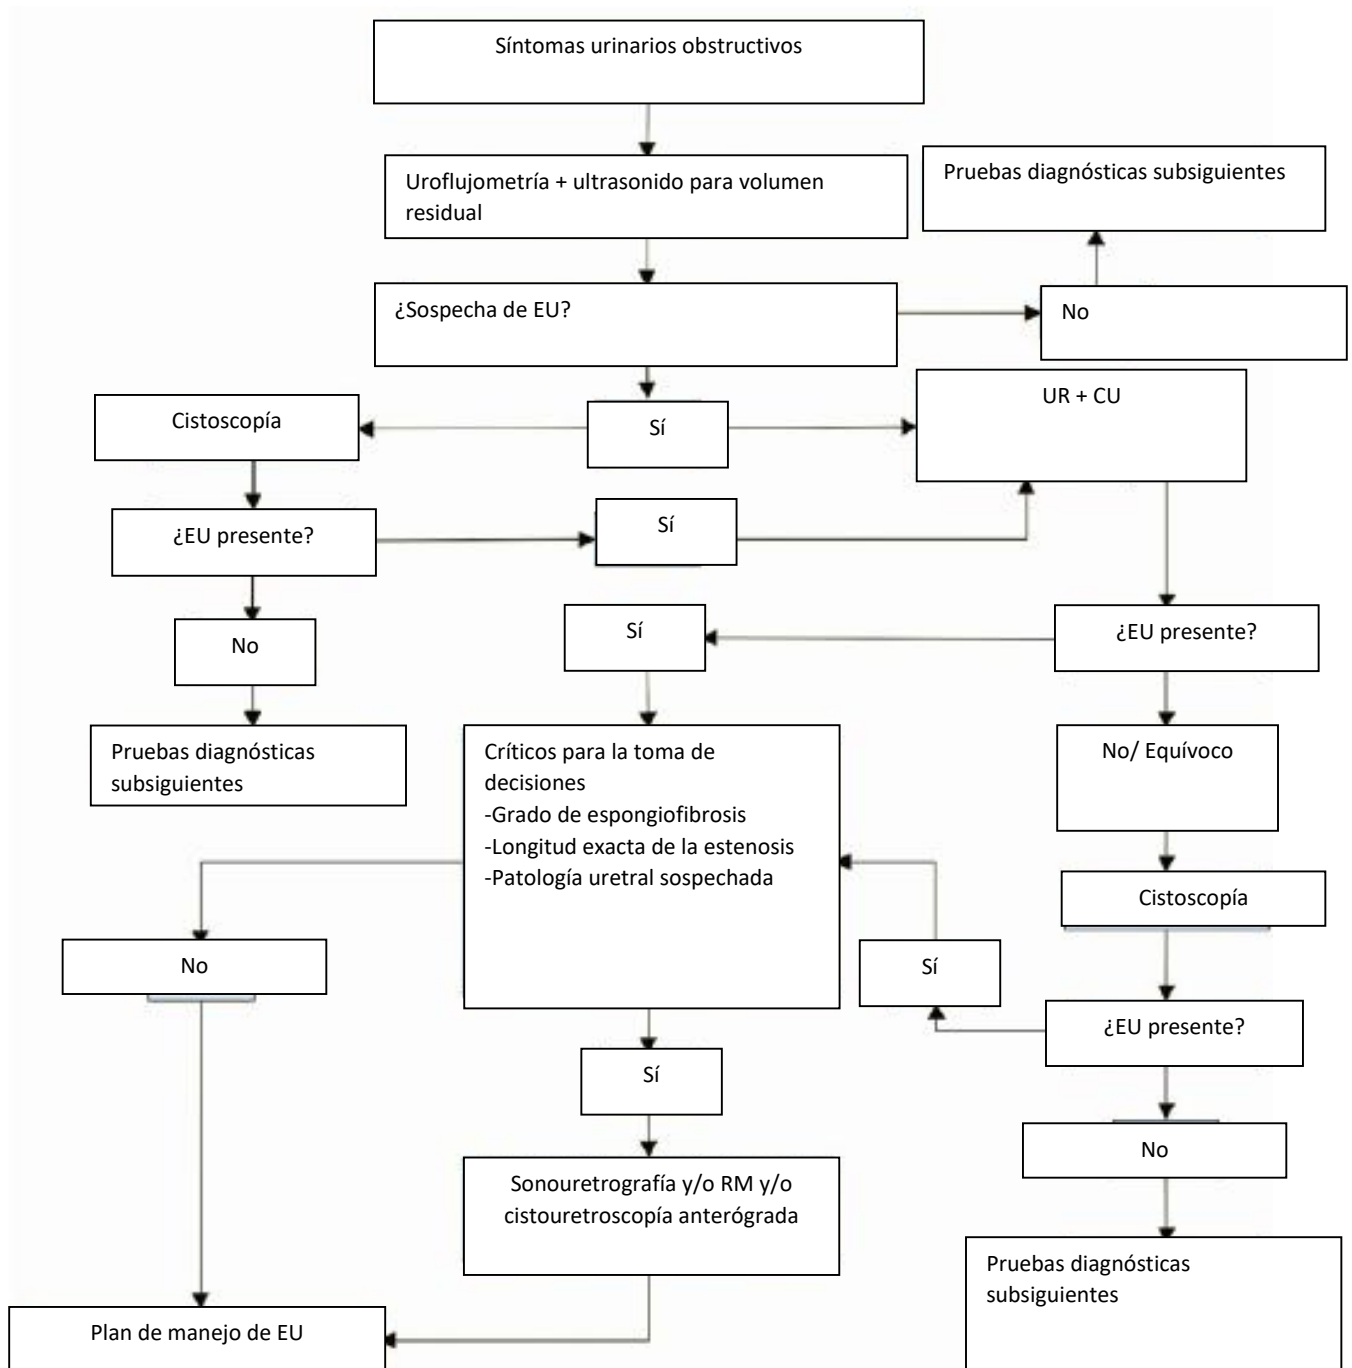 Síntomas urinarios obstructivos
Uroflujometría + ultrasonido para volumen
residual
Pruebas diagnósticas subsiguientes
¿Sospecha de EU?
No
Sí
Cistoscopía
UR + CU
¿EU presente?
Sí
No
Pruebas diagnósticas
subsiguientes
¿EU presente?
Sí
No/ Equívoco
Críticos para la toma de
decisiones
-Grado de espongiofibrosis
-Longitud exacta de la estenosis
-Patología uretral sospechada
Cistoscopía
No
Sí
¿EU presente?
Sí
No
Sonouretrografía y/o RM y/o
cistouretroscopía anterógrada
Pruebas diagnósticas
subsiguientes
Plan de manejo de EU